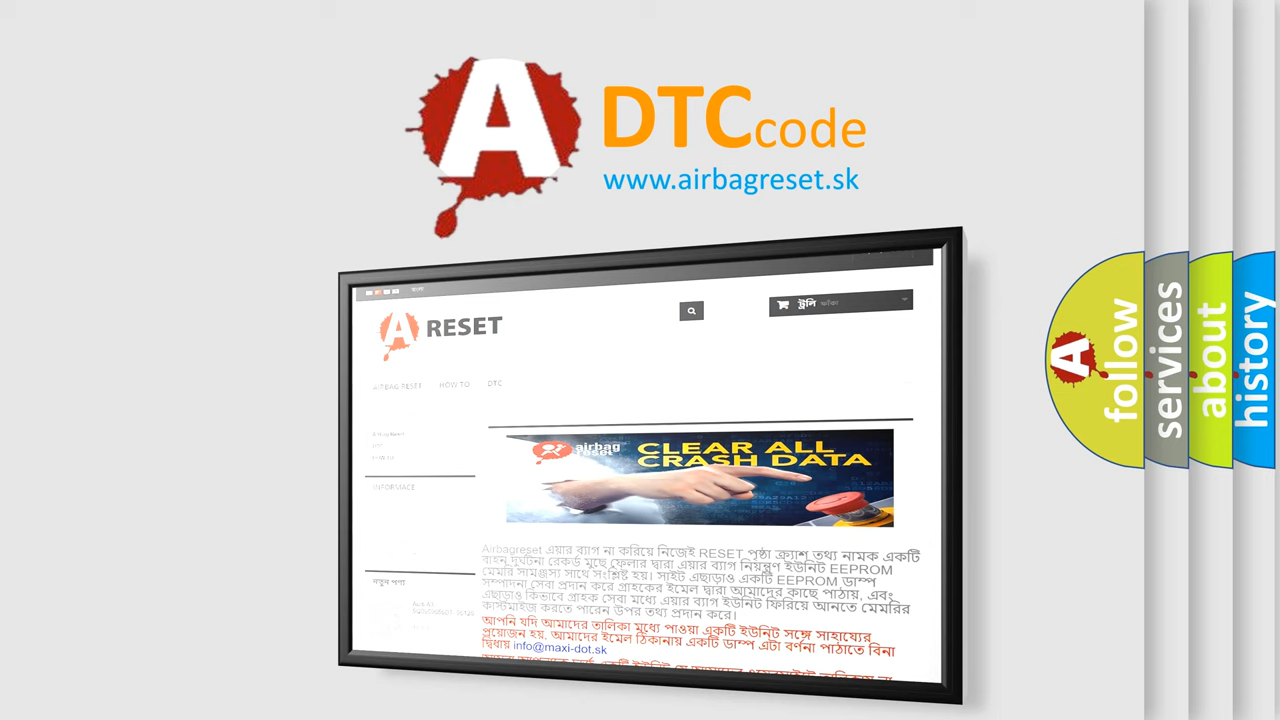 A DTCcode
www.airbagreset.sk
বাংলা
A RESET
ট্রলি
AIRBAG RESET HOW TO DTC
airbag
reset
CLEAR ALL
CRASH DATA
INFORMACE
নতুন পণ্য
Airbagreset এয়ার ব্যাগ না করিয়ে নিজেই RESET পৃষ্ঠা ক্র্যাশ তথ্য নামক একটি
বাহন দুর্ঘটনা রেকর্ড মুছে ফেলার দ্বারা এয়ার ব্যাগ নিয়ন্ত্রণ ইউনিট EEPROM
মেমরি সামঞ্জস্য সাথে সংশ্লিষ্ট হয়। সাইট এছাড়াও একটি EEPROM ডাম্প
সম্পাদনা সেবা প্রদান করে গ্রাহকের ইমেল দ্বারা আমাদের কাছে পাঠায়, এবং
এছাড়াও কিভাবে গ্রাহক সেবা মধ্যে এয়ার ব্যাগ ইউনিট ফিরিয়ে আনতে মেমরির
কাস্টমাইজ করতে পারেন উপর তথ্য প্রদান করে।
আপনি যদি আমাদের তালিকা মধ্যে পাওয়া একটি ইউনিট সঙ্গে সাহায্যের
প্রয়োজন হয়, আমাদের ইমেল ঠিকানায় একটি ডাম্প এটা বর্ণনা পাঠাতে বিনা
দ্বিধায় info@maxi-dot.sk
A follow
services
about
history